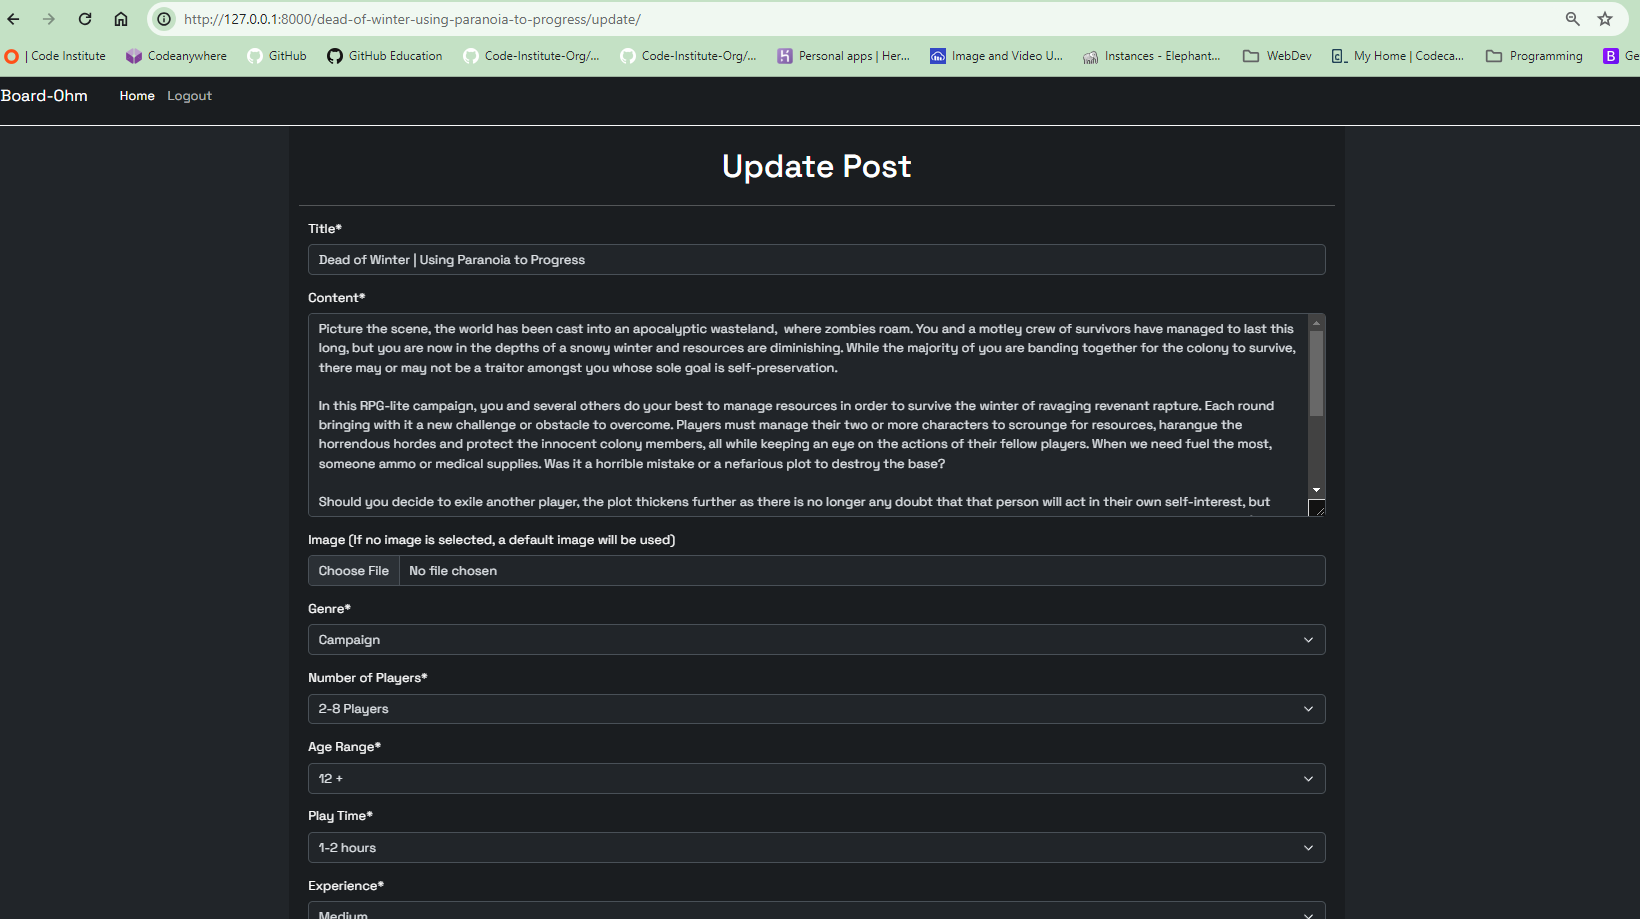 http://127.0.0.1:8000/dead-of-winter-using-paranoia-to-progress/update/
| Code Institute Codeanywhere GitHub GitHub Education Code-Institute-Org/... Code-Institute-Org/... Personal apps | Her... Image and Video U... Instances - Elephant... WebDev My Home | Codeca... Programming B Ge
Board-Ohm Home Logout
Update Post
Title*
Dead of Winter | Using Paranoia to Progress
Content*
Picture the scene, the world has been cast into an apocalyptic wasteland,  where zombies roam. You and a motley crew of survivors have managed to last this
long, but you are now in the depths of a snowy winter and resources are diminishing. While the majority of you are banding together for the colony to survive,
there may or may not be a traitor amongst you whose sole goal is self-preservation.
In this RPG-lite campaign, you and several others do your best to manage resources in order to survive the winter of ravaging revenant rapture. Each round
bringing with it a new challenge or obstacle to overcome. Players must manage their two or more characters to scrounge for resources, harangue the
horrendous hordes and protect the innocent colony members, all while keeping an eye on the actions of their fellow players. When we need fuel the most,
someone ammo or medical supplies. Was it a horrible mistake or a nefarious plot to destroy the base?
Should you decide to exile another player, the plot thickens further as there is no longer any doubt that that person will act in their own self-interest, but
Image (If no image is selected, a default image will be used)
Choose File No file chosen
Genre*
Campaign
Number of Players*
2-8 Players
Age Range*
12 +
Play Time*
1-2 hours
Experience*
Medium